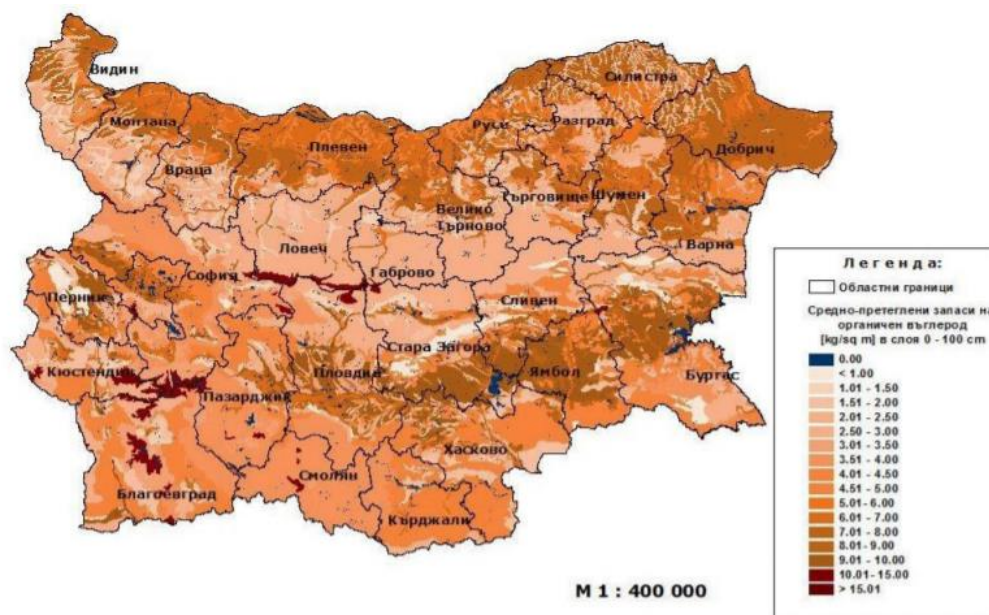 Видин
Силистра
Монтана
Русе
Разград
Плевен
Добрич
Враца
Търговище
Шумен
Велико
Търново
Ловеч
Варна
София
Габрово
Перник
Сливен
Стара Загора
Кюстендил
Пловдив
Ямбол
Бургас
Пазарджик
Хасково
Смолян
Благоевград
Кърджали
М 1 : 400 000
Легенда:
Областни граници
Средно-претеглени запаси на
органичен въглерод
[kg/sq m] в слоя 0 - 100 cm
0.00
< 1.00
1.01 - 1.50
1.51 - 2.00
2.01 - 2.50
2.50 - 3.00
3.01 - 3.50
3.51 - 4.00
4.01 - 4.50
4.51 - 5.00
5.01 - 6.00
6.01 - 7.00
7.01 - 8.00
8.01- 9.00
9.01 - 10.00
10.01- 15.00
> 15.01